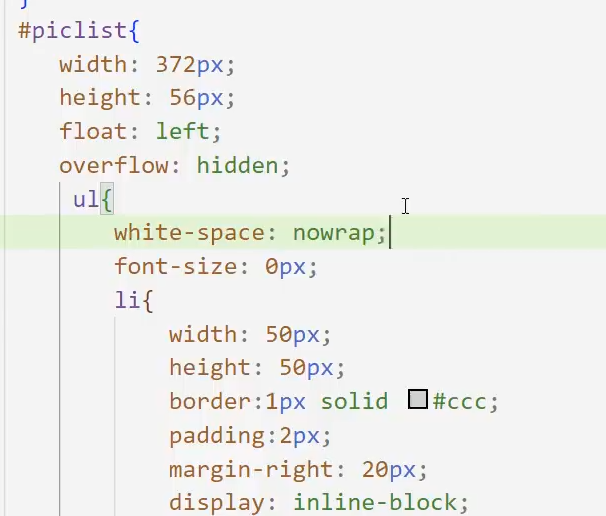 }
#piclist{
width: 372px;
height: 56px;
float: left;
overflow: hidden;
ul{
white-space: nowrap;
font-size: 0px;
li{
width: 50px;
height: 50px;
border:1px solid #ccc;
padding:2px;
margin-right: 20px;
display: inline-block;